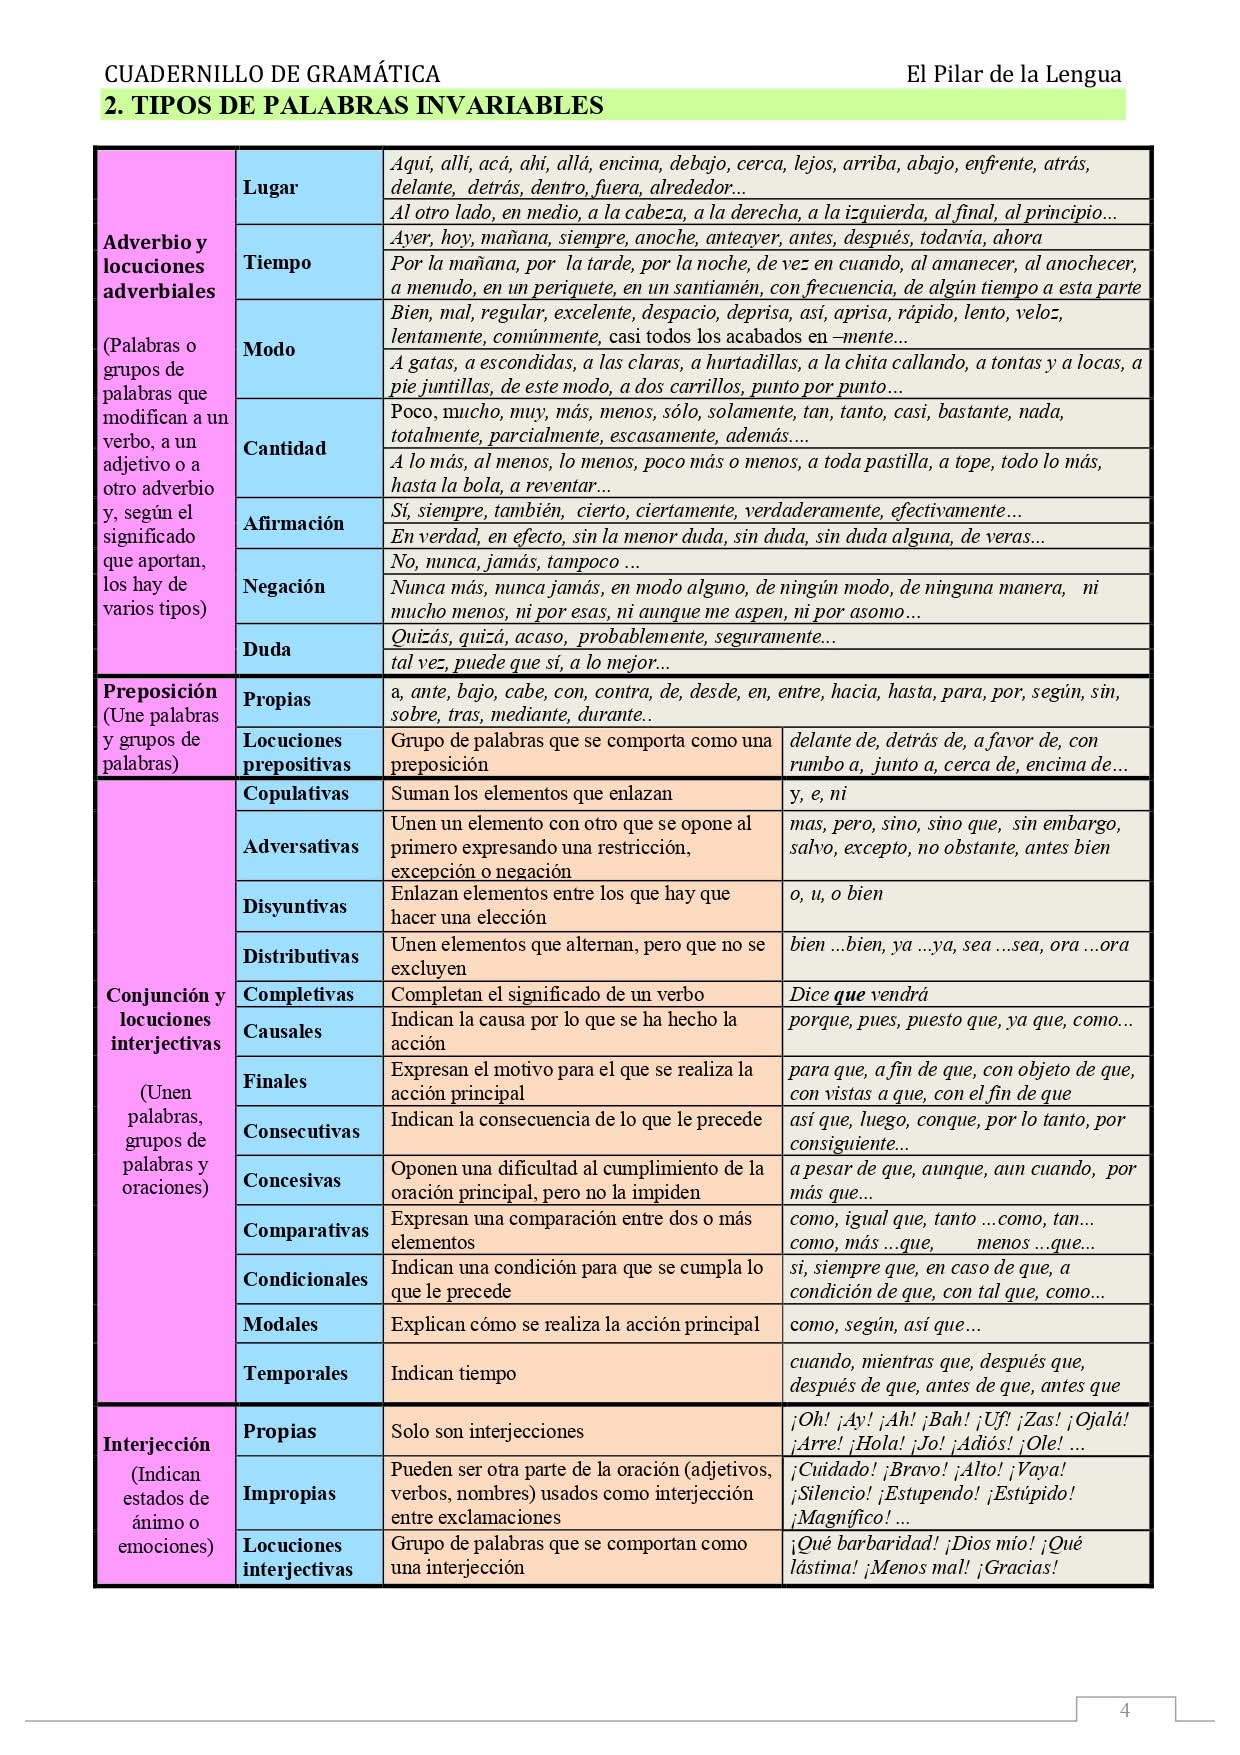 CUADERNILLO DE GRAMÁTICA El Pilar de la Lengua
2. TIPOS DE PALABRAS INVARIABLES
Adverbio y
locuciones
adverbiales
(Palabras o
grupos de
palabras que
modifican a un
verbo, a un
adjetivo o a
otro adverbio
y, según el
significado
que aportan,
los hay de
varios tipos)
Lugar
Aquí, allí, acá, ahí, allá, encima, debajo, cerca, lejos, arriba, abajo, enfrente, atrás,
delante, detrás, dentro, fuera, alrededor...
Al otro lado, en medio, a la cabeza, a la derecha, a la izquierda, al final, al principio...
Tiempo
Ayer, hoy, mañana, siempre, anoche, anteayer, antes, después, todavía, ahora
Por la mañana, por la tarde, por la noche, de vez en cuando, al amanecer, al anochecer,
a menudo, en un periquete, en un santiamén, con frecuencia, de algún tiempo a esta parte
Modo
Bien, mal, regular, excelente, despacio, deprisa, así, aprisa, rápido, lento, veloz,
lentamente, comúnmente, casi todos los acabados en –mente...
A gatas, a escondidas, a las claras, a hurtadillas, a la chita callando, a tontas y a locas, a
pie juntillas, de este modo, a dos carrillos, punto por punto...
Cantidad
Poco, mucho, muy, más, menos, sólo, solamente, tan, tanto, casi, bastante, nada,
totalmente, parcialmente, escasamente, además....
A lo más, al menos, lo menos, poco más o menos, a toda pastilla, a tope, todo lo más,
hasta la bola, a reventar...
Afirmación
Sí, siempre, también, cierto, ciertamente, verdaderamente, efectivamente...
En verdad, en efecto, sin la menor duda, sin duda, sin duda alguna, de veras...
Negación
No, nunca, jamás, tampoco ...
Nunca más, nunca jamás, en modo alguno, de ningún modo, de ninguna manera, ni
mucho menos, ni por esas, ni aunque me aspen, ni por asomo...
Duda
Quizás, quizá, acaso, probablemente, seguramente...
tal vez, puede que sí, a lo mejor...
Preposición
(Une palabras
y grupos de
palabras)
Propias
a, ante, bajo, cabe, con, contra, de, desde, en, entre, hacia, hasta, para, por, según, sin,
sobre, tras, mediante, durante..
Locuciones
prepositivas
Grupo de palabras que se comporta como una
preposición
delante de, detrás de, a favor de, con
rumbo a, junto a, cerca de, encima de...
Conjunción y
locuciones
interjectivas
(Unen
palabras,
grupos de
palabras y
oraciones)
Copulativas
Suman los elementos que enlazan
y, e, ni
Adversativas
Unen un elemento con otro que se opone al
primero expresando una restricción,
excepción o negación
mas, pero, sino, sino que, sin embargo,
salvo, excepto, no obstante, antes bien
Disyuntivas
Enlazan elementos entre los que hay que
hacer una elección
o, u, o bien
Distributivas
Unen elementos que alternan, pero que no se
excluyen
bien ...bien, ya ...ya, sea ...sea, ora ...ora
Completivas
Completan el significado de un verbo
Dice que vendrá
Causales
Indican la causa por lo que se ha hecho la
acción
porque, pues, puesto que, ya que, como...
Finales
Expresan el motivo para el que se realiza la
acción principal
para que, a fin de que, con objeto de que,
con vistas a que, con el fin de que
Consecutivas
Indican la consecuencia de lo que le precede
así que, luego, conque, por lo tanto, por
consiguiente...
Concesivas
Oponen una dificultad al cumplimiento de la
oración principal, pero no la impiden
a pesar de que, aunque, aun cuando, por
más que...
Comparativas
Expresan una comparación entre dos o más
elementos
como, igual que, tanto ...como, tan...
como, más ...que, menos ...que...
Condicionales
Indican una condición para que se cumpla lo
que le precede
si, siempre que, en caso de que, a
condición de que, con tal que, como...
Modales
Explican cómo se realiza la acción principal
como, según, así que...
Temporales
Indican tiempo
cuando, mientras que, después que,
después de que, antes de que, antes que
Interjección
(Indican
estados de
ánimo o
emociones)
Propias
Solo son interjecciones
¡Oh! ¡Ay! ¡Ah! ¡Bah! ¡Uf! ¡Zas! ¡Ojalá!
¡Arre! ¡Hola! ¡Jo! ¡Adiós! ¡Ole! ...
Impropias
Pueden ser otra parte de la oración (adjetivos,
verbos, nombres) usados como interjección
entre exclamaciones
¡Cuidado! ¡Bravo! ¡Alto! ¡Vaya!
¡Silencio! ¡Estupendo! ¡Estúpido!
¡Magnífico! ...
Locuciones
interjectivas
Grupo de palabras que se comportan como
una interjección
¡Qué barbaridad! ¡Dios mío! ¡Qué
lástima! ¡Menos mal! ¡Gracias!
4